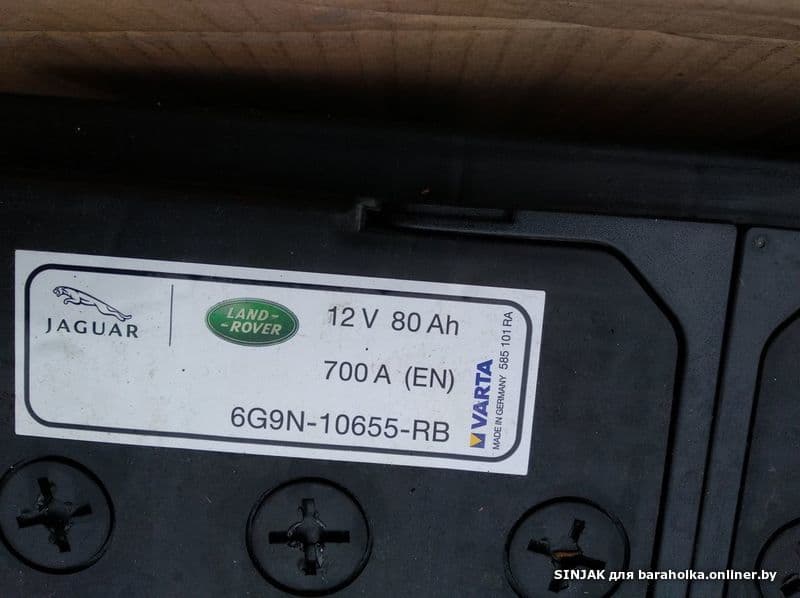 JAGUAR
LAND-
-ROVER
12 V 80 Ah
700 A (EN)
6G9N-10655-RB
VARTA
MADE IN GERMANY 585 101 RA
SINJAK для baraholka.onliner.by